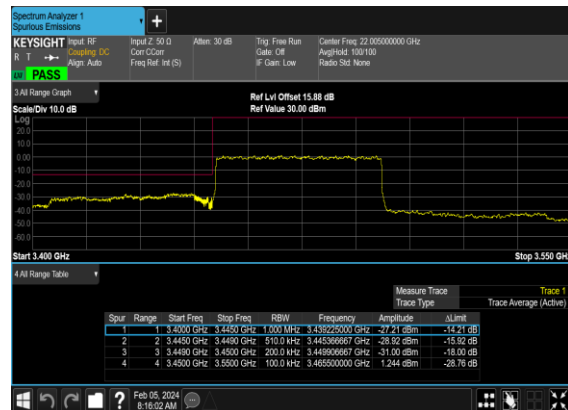 Spectrum Analyzer 1
Spurious Emissions
KEYSIGHT Input: RF Input Z: 50 Ω Atten: 30 dB Trig: Free Run Center Freq: 22.005000000 GHz
R T Coupling: DC Corr CCorr Gate: Off Avg|Hold: 100/100
Align: Auto Freq Ref: Int (S) IF Gain: Low Radio Std: None
PASS
3 All Range Graph
Ref Lvl Offset 15.88 dB
Scale/Div 10.0 dB Ref Value 30.00 dBm
Log
20.0
10.0
0.00
-10.0
-20.0
-30.0
-40.0
-50.0
-60.0
Start 3.400 GHz Stop 3.550 GHz
4 All Range Table
Measure Trace Trace 1
Trace Type Trace Average (Active)
Spur Range Start Freq Stop Freq RBW Frequency Amplitude ΔLimit
1 1 3.4000 GHz 3.4450 GHz 1.000 MHz 3.439225000 GHz -27.21 dBm -14.21 dB
2 2 3.4450 GHz 3.4490 GHz 510.0 kHz 3.445366667 GHz -28.92 dBm -15.92 dB
3 3 3.4490 GHz 3.4500 GHz 200.0 kHz 3.449906667 GHz -31.00 dBm -18.00 dB
4 4 3.4500 GHz 3.5500 GHz 100.0 kHz 3.465500000 GHz 1.244 dBm -28.76 dB
? Feb 05, 2024
8:16:02 AM